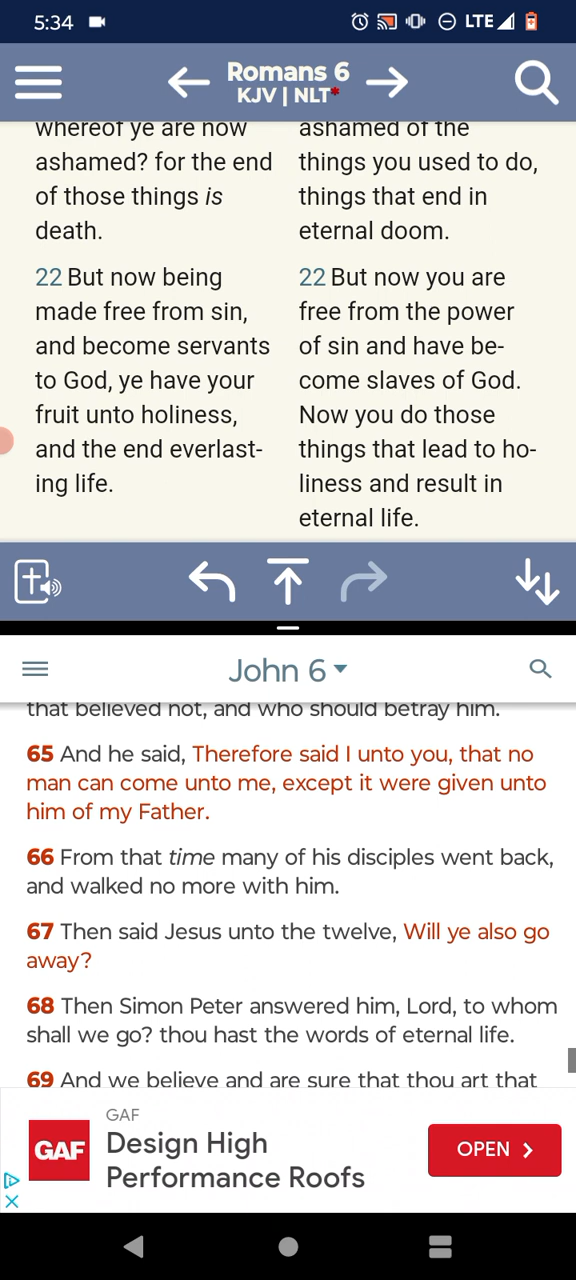 5:34
LTE
Romans 6
KJV | NLT*
whereof ye are now
ashamed? for the end
of those things is
death.
22 But now being
made free from sin,
and become servants
to God, ye have your
fruit unto holiness,
and the end everlast-
ing life.
ashamed of the
things you used to do,
things that end in
eternal doom.
22 But now you are
free from the power
of sin and have be-
come slaves of God.
Now you do those
things that lead to ho-
liness and result in
eternal life.
John 6
that believed not, and who should betray him.
65 And he said, Therefore said I unto you, that no
man can come unto me, except it were given unto
him of my Father.
66 From that time many of his disciples went back,
and walked no more with him.
67 Then said Jesus unto the twelve, Will ye also go
away?
68 Then Simon Peter answered him, Lord, to whom
shall we go? thou hast the words of eternal life.
69 And we believe and are sure that thou art that
GAF
GAF
Design High
Performance Roofs
OPEN